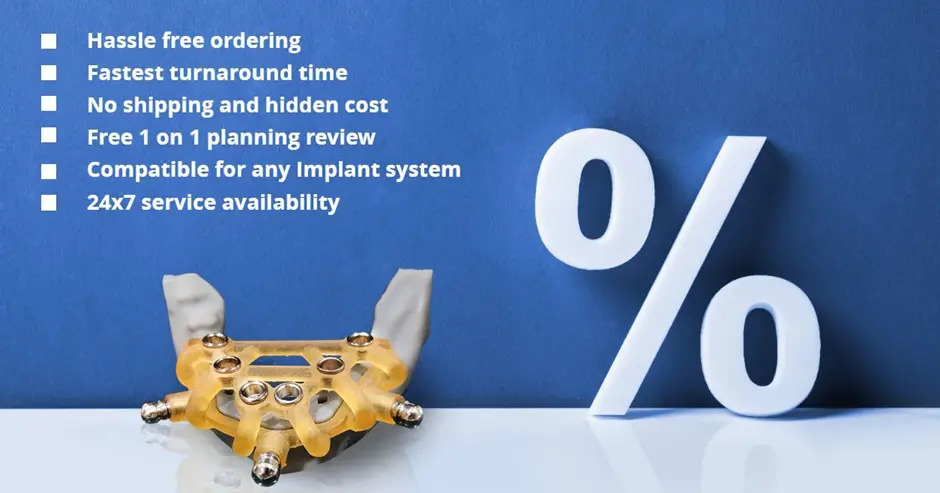 Hassle free ordering
Fastest turnaround time
No shipping and hidden cost
Free 1 on 1 planning review
Compatible for any Implant system
24x7 service availability
%